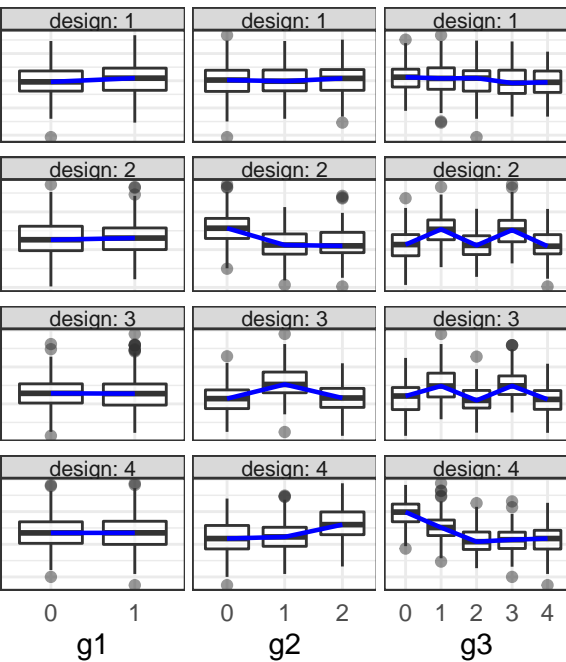 design: 1 design: 1 design: 1
design: 2 design: 2 design: 2
design: 3 design: 3 design: 3
design: 4 design: 4 design: 4
0 1 0 1 2 0 1 2 3 4
g1 g2 g3